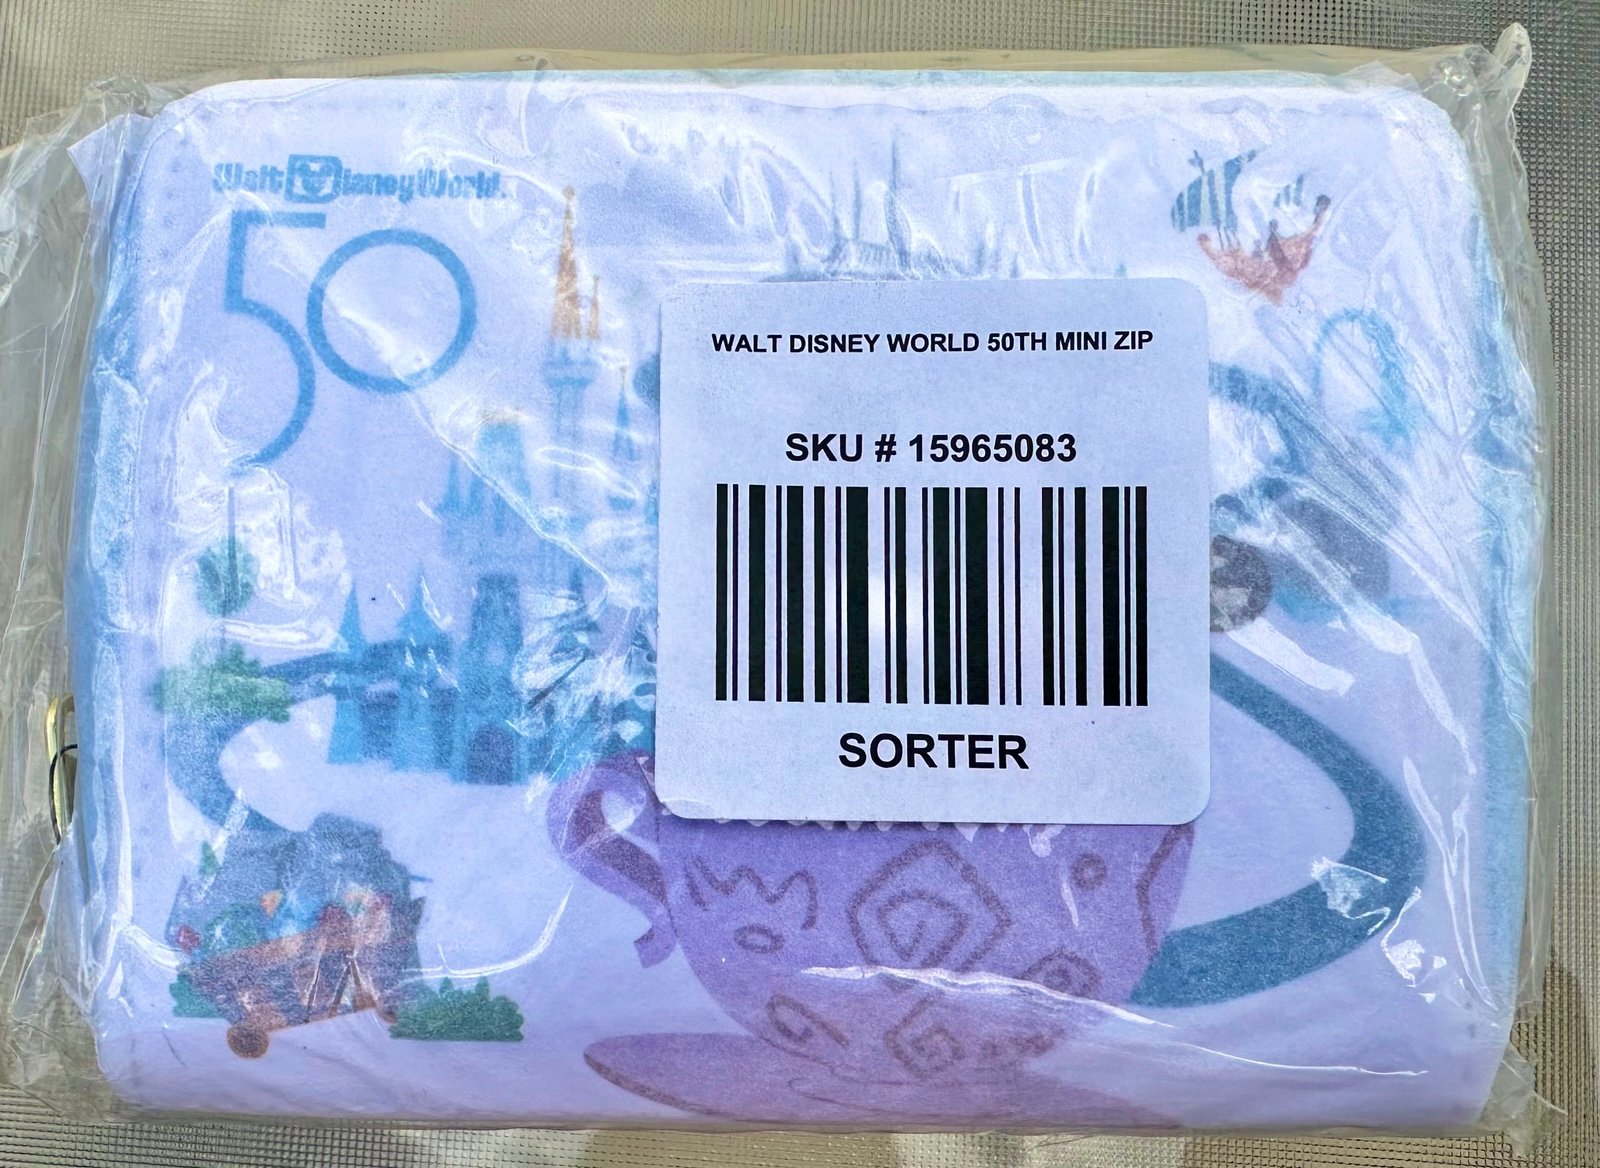 Walt Disney World
50
WALT DISNEY WORLD 50TH MINI ZIP
SKU # 15965083
SORTER